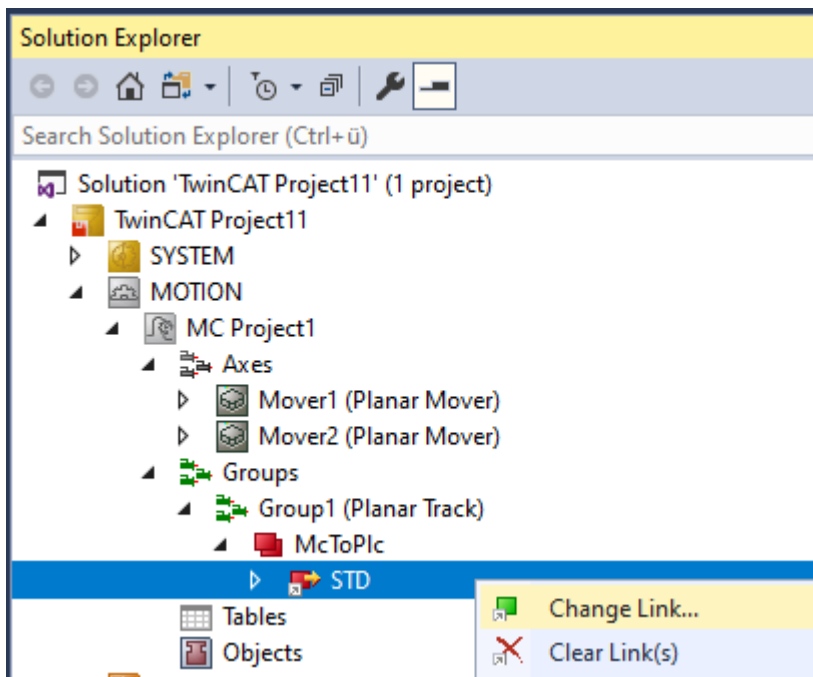 Solution Explorer
Search Solution Explorer (Ctrl+ü)
Solution 'TwinCAT Project11' (1 project)
TwinCAT Project11
SYSTEM
MOTION
MC Project1
Axes
Mover1 (Planar Mover)
Mover2 (Planar Mover)
Groups
Group1 (Planar Track)
McToPlc
STD
Change Link...
Tables
Clear Link(s)
Objects